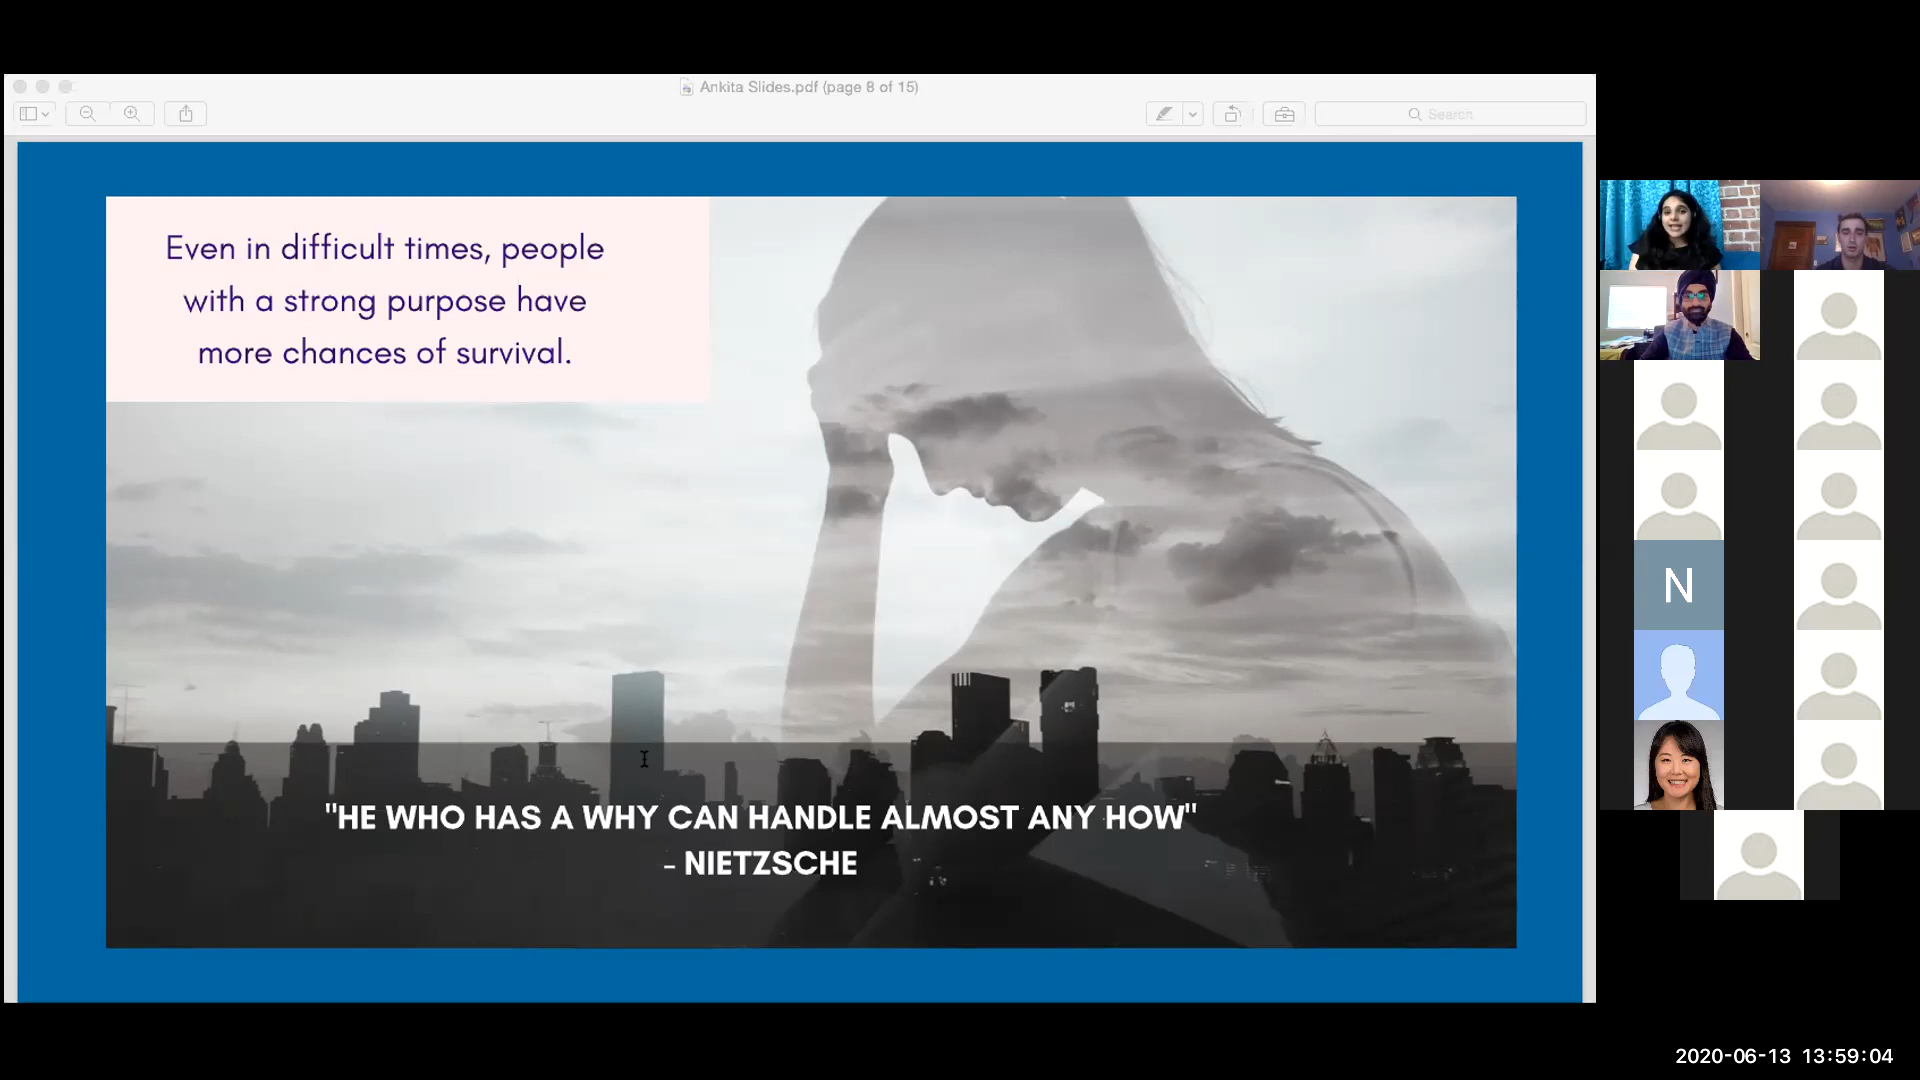 Ankita Slides.pdf (page 8 of 15)
Search
Even in difficult times, people
with a strong purpose have
more chances of survival.
"HE WHO HAS A WHY CAN HANDLE ALMOST ANY HOW"
- NIETZSCHE
N
2020-06-13 13:59:04